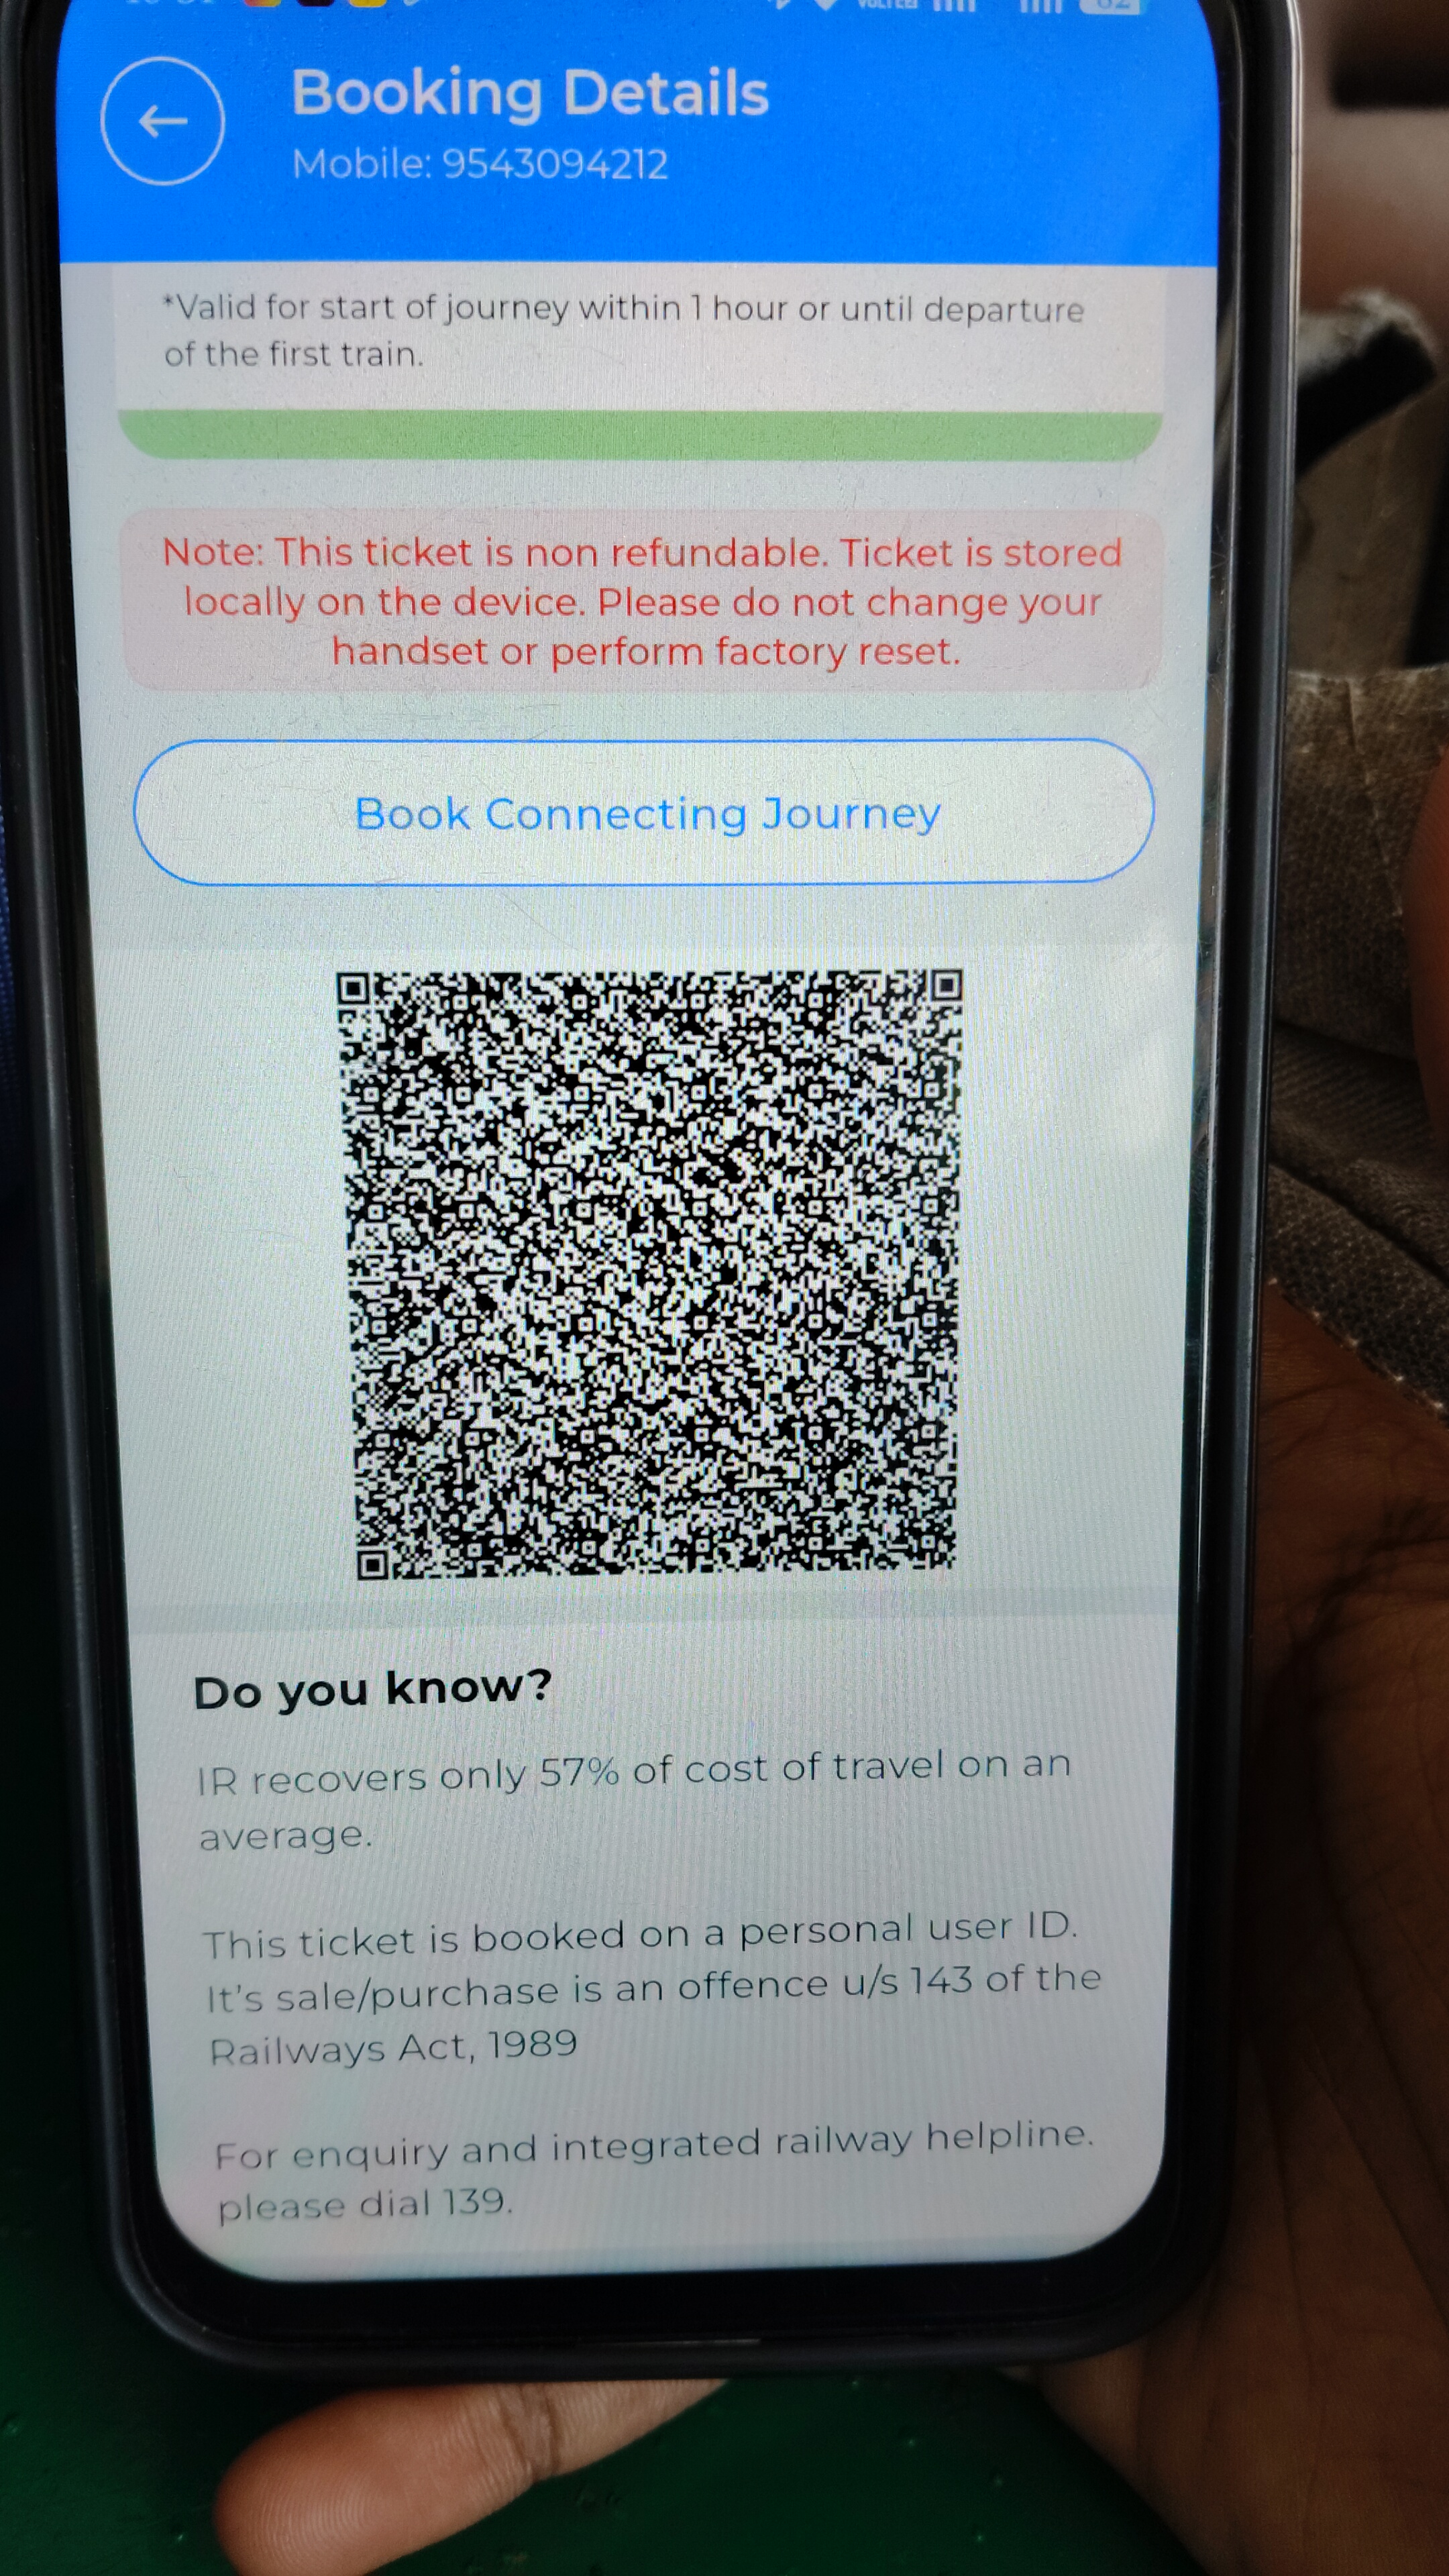 Booking Details
Mobile: 9543094212
*Valid for start of journey within 1 hour or until departure
of the first train.
Note: This ticket is non refundable. Ticket is stored
locally on the device. Please do not change your
handset or perform factory reset.
Book Connecting Journey
Do you know?
IR recovers only 57% of cost of travel on an
average.
This ticket is booked on a personal user ID.
It's sale/purchase is an offence u/s 143 of the
Railways Act, 1989
For enquiry and integrated railway helpline.
please dial 139.